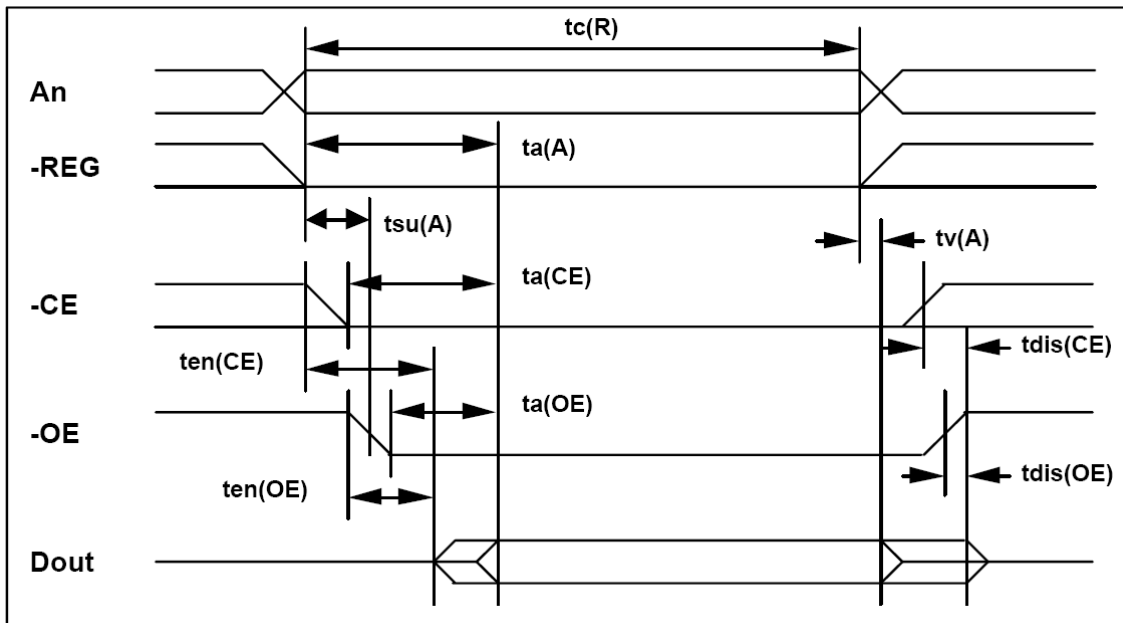 tc(R)
An
ta(A)
-REG
tsu(A)
tv(A)
ta(CE)
-CE
ten(CE)
tdis(CE)
ta(OE)
-OE
ten(OE)
tdis(OE)
Dout